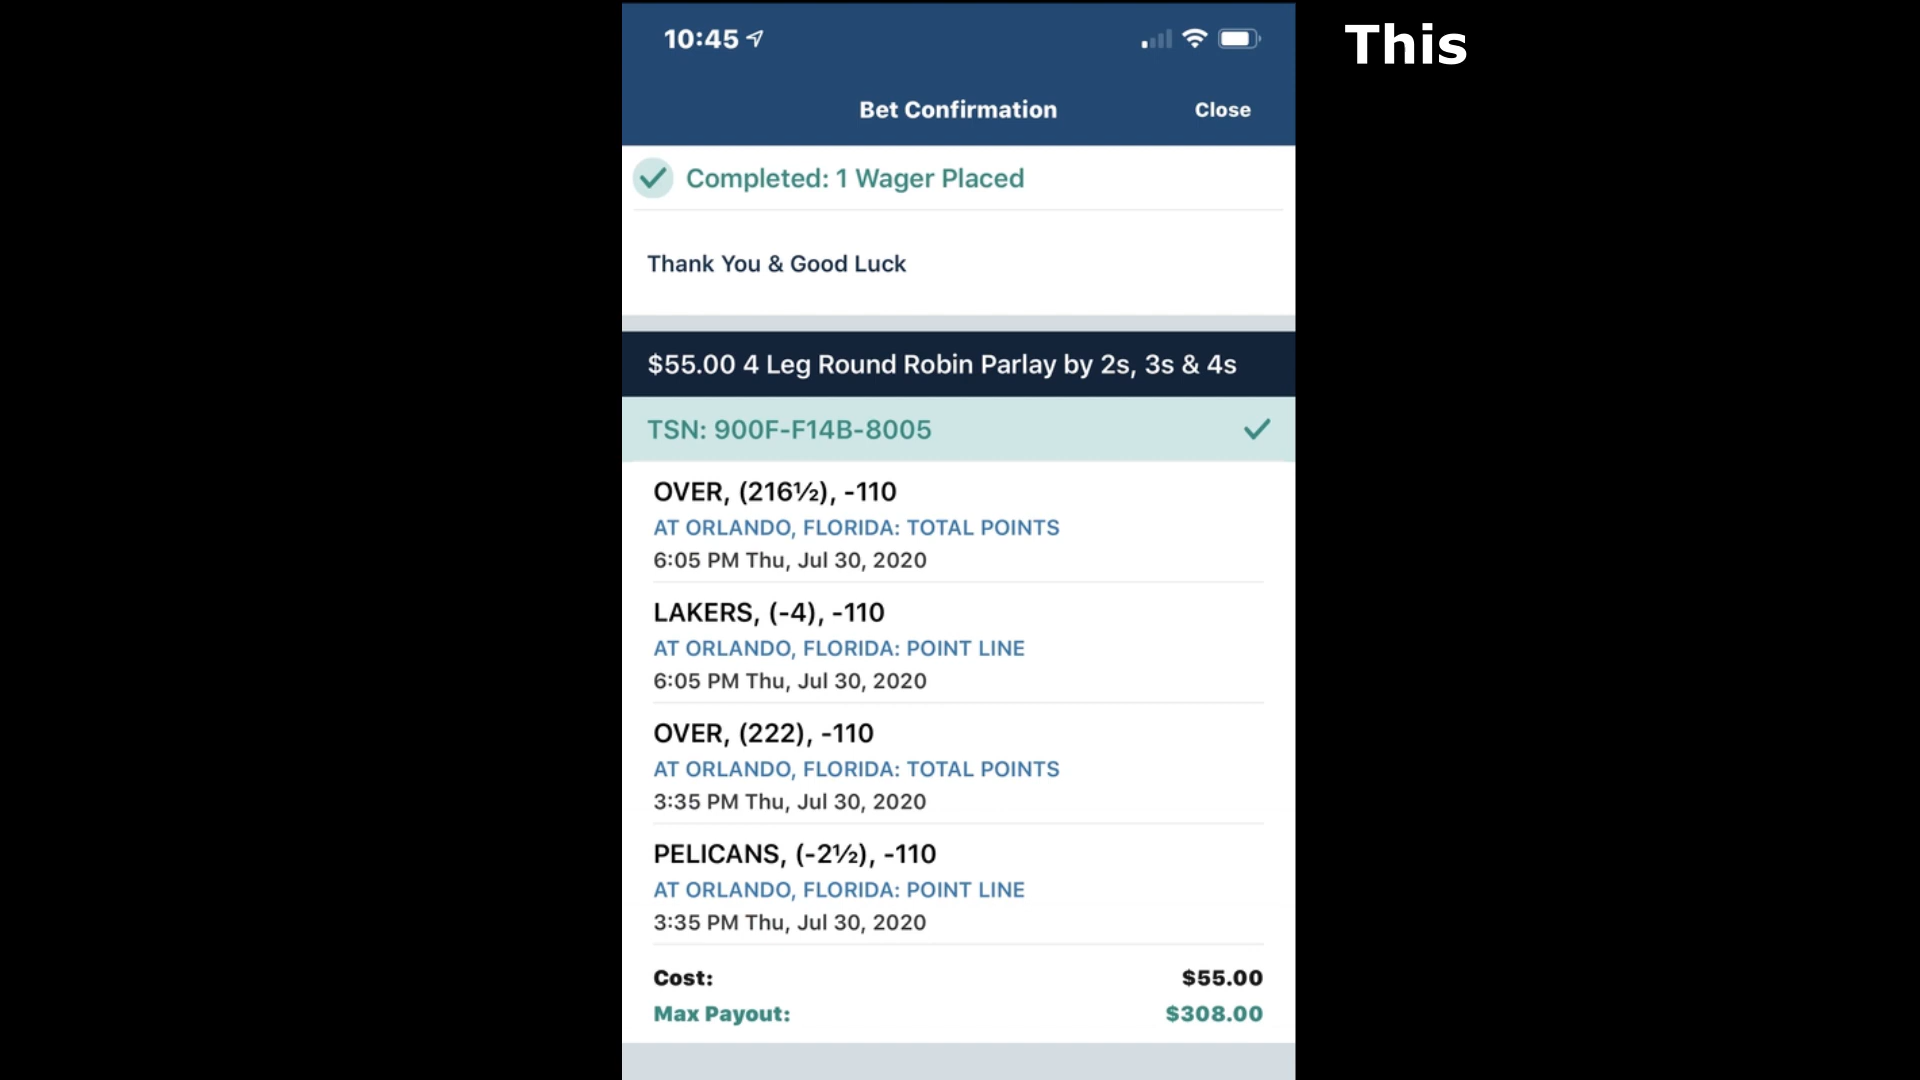 10:45
This
Bet Confirmation
Close
Completed: 1 Wager Placed
Thank You & Good Luck
$55.00 4 Leg Round Robin Parlay by 2s, 3s & 4s
TSN: 900F-F14B-8005
OVER, (216½), -110
AT ORLANDO, FLORIDA: TOTAL POINTS
6:05 PM Thu, Jul 30, 2020
LAKERS, (-4), -110
AT ORLANDO, FLORIDA: POINT LINE
6:05 PM Thu, Jul 30, 2020
OVER, (222), -110
AT ORLANDO, FLORIDA: TOTAL POINTS
3:35 PM Thu, Jul 30, 2020
PELICANS, (-2½), -110
AT ORLANDO, FLORIDA: POINT LINE
3:35 PM Thu, Jul 30, 2020
Cost: $55.00
Max Payout: $308.00